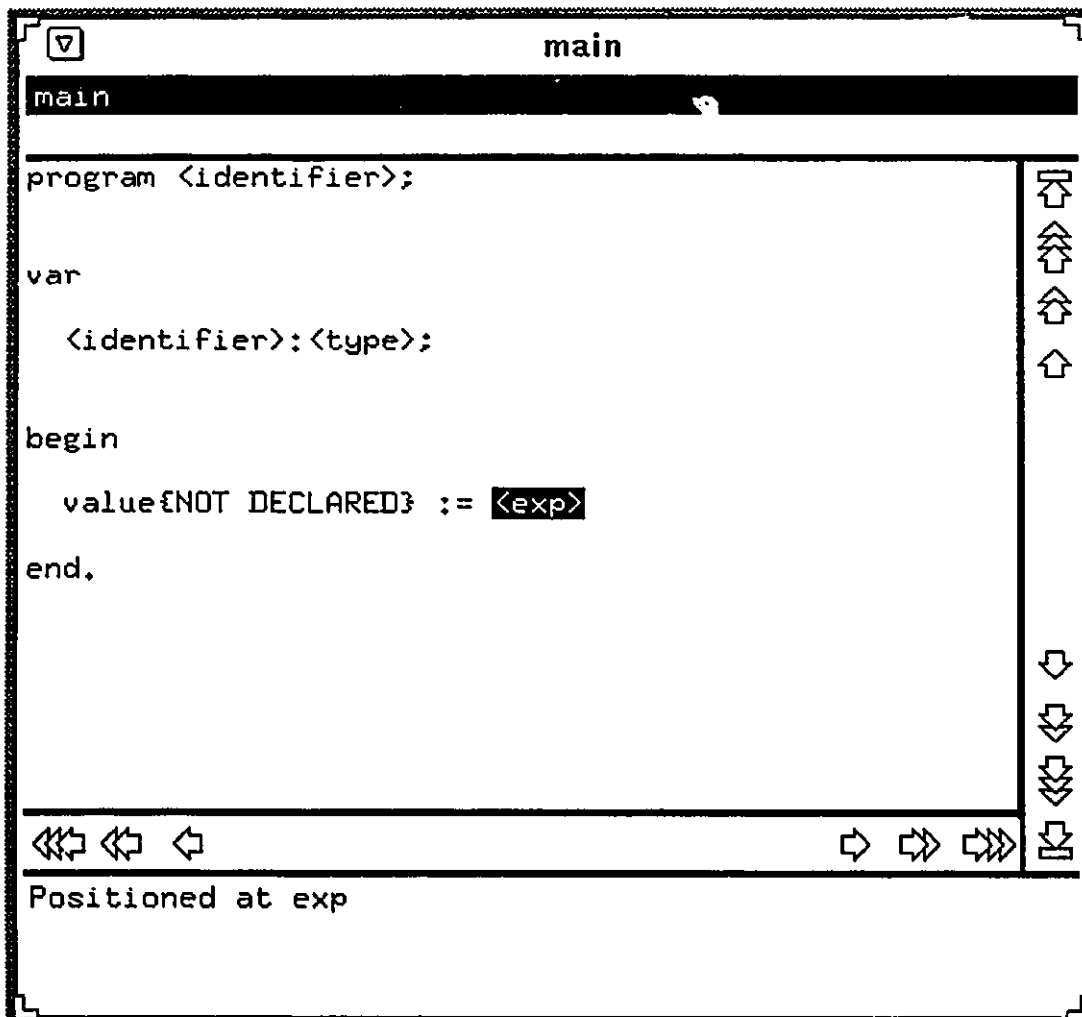 main
main
program <identifier>;
var
<identifier>:<type>;
begin
value{NOT DECLARED} := <exp>
end.
Positioned at exp